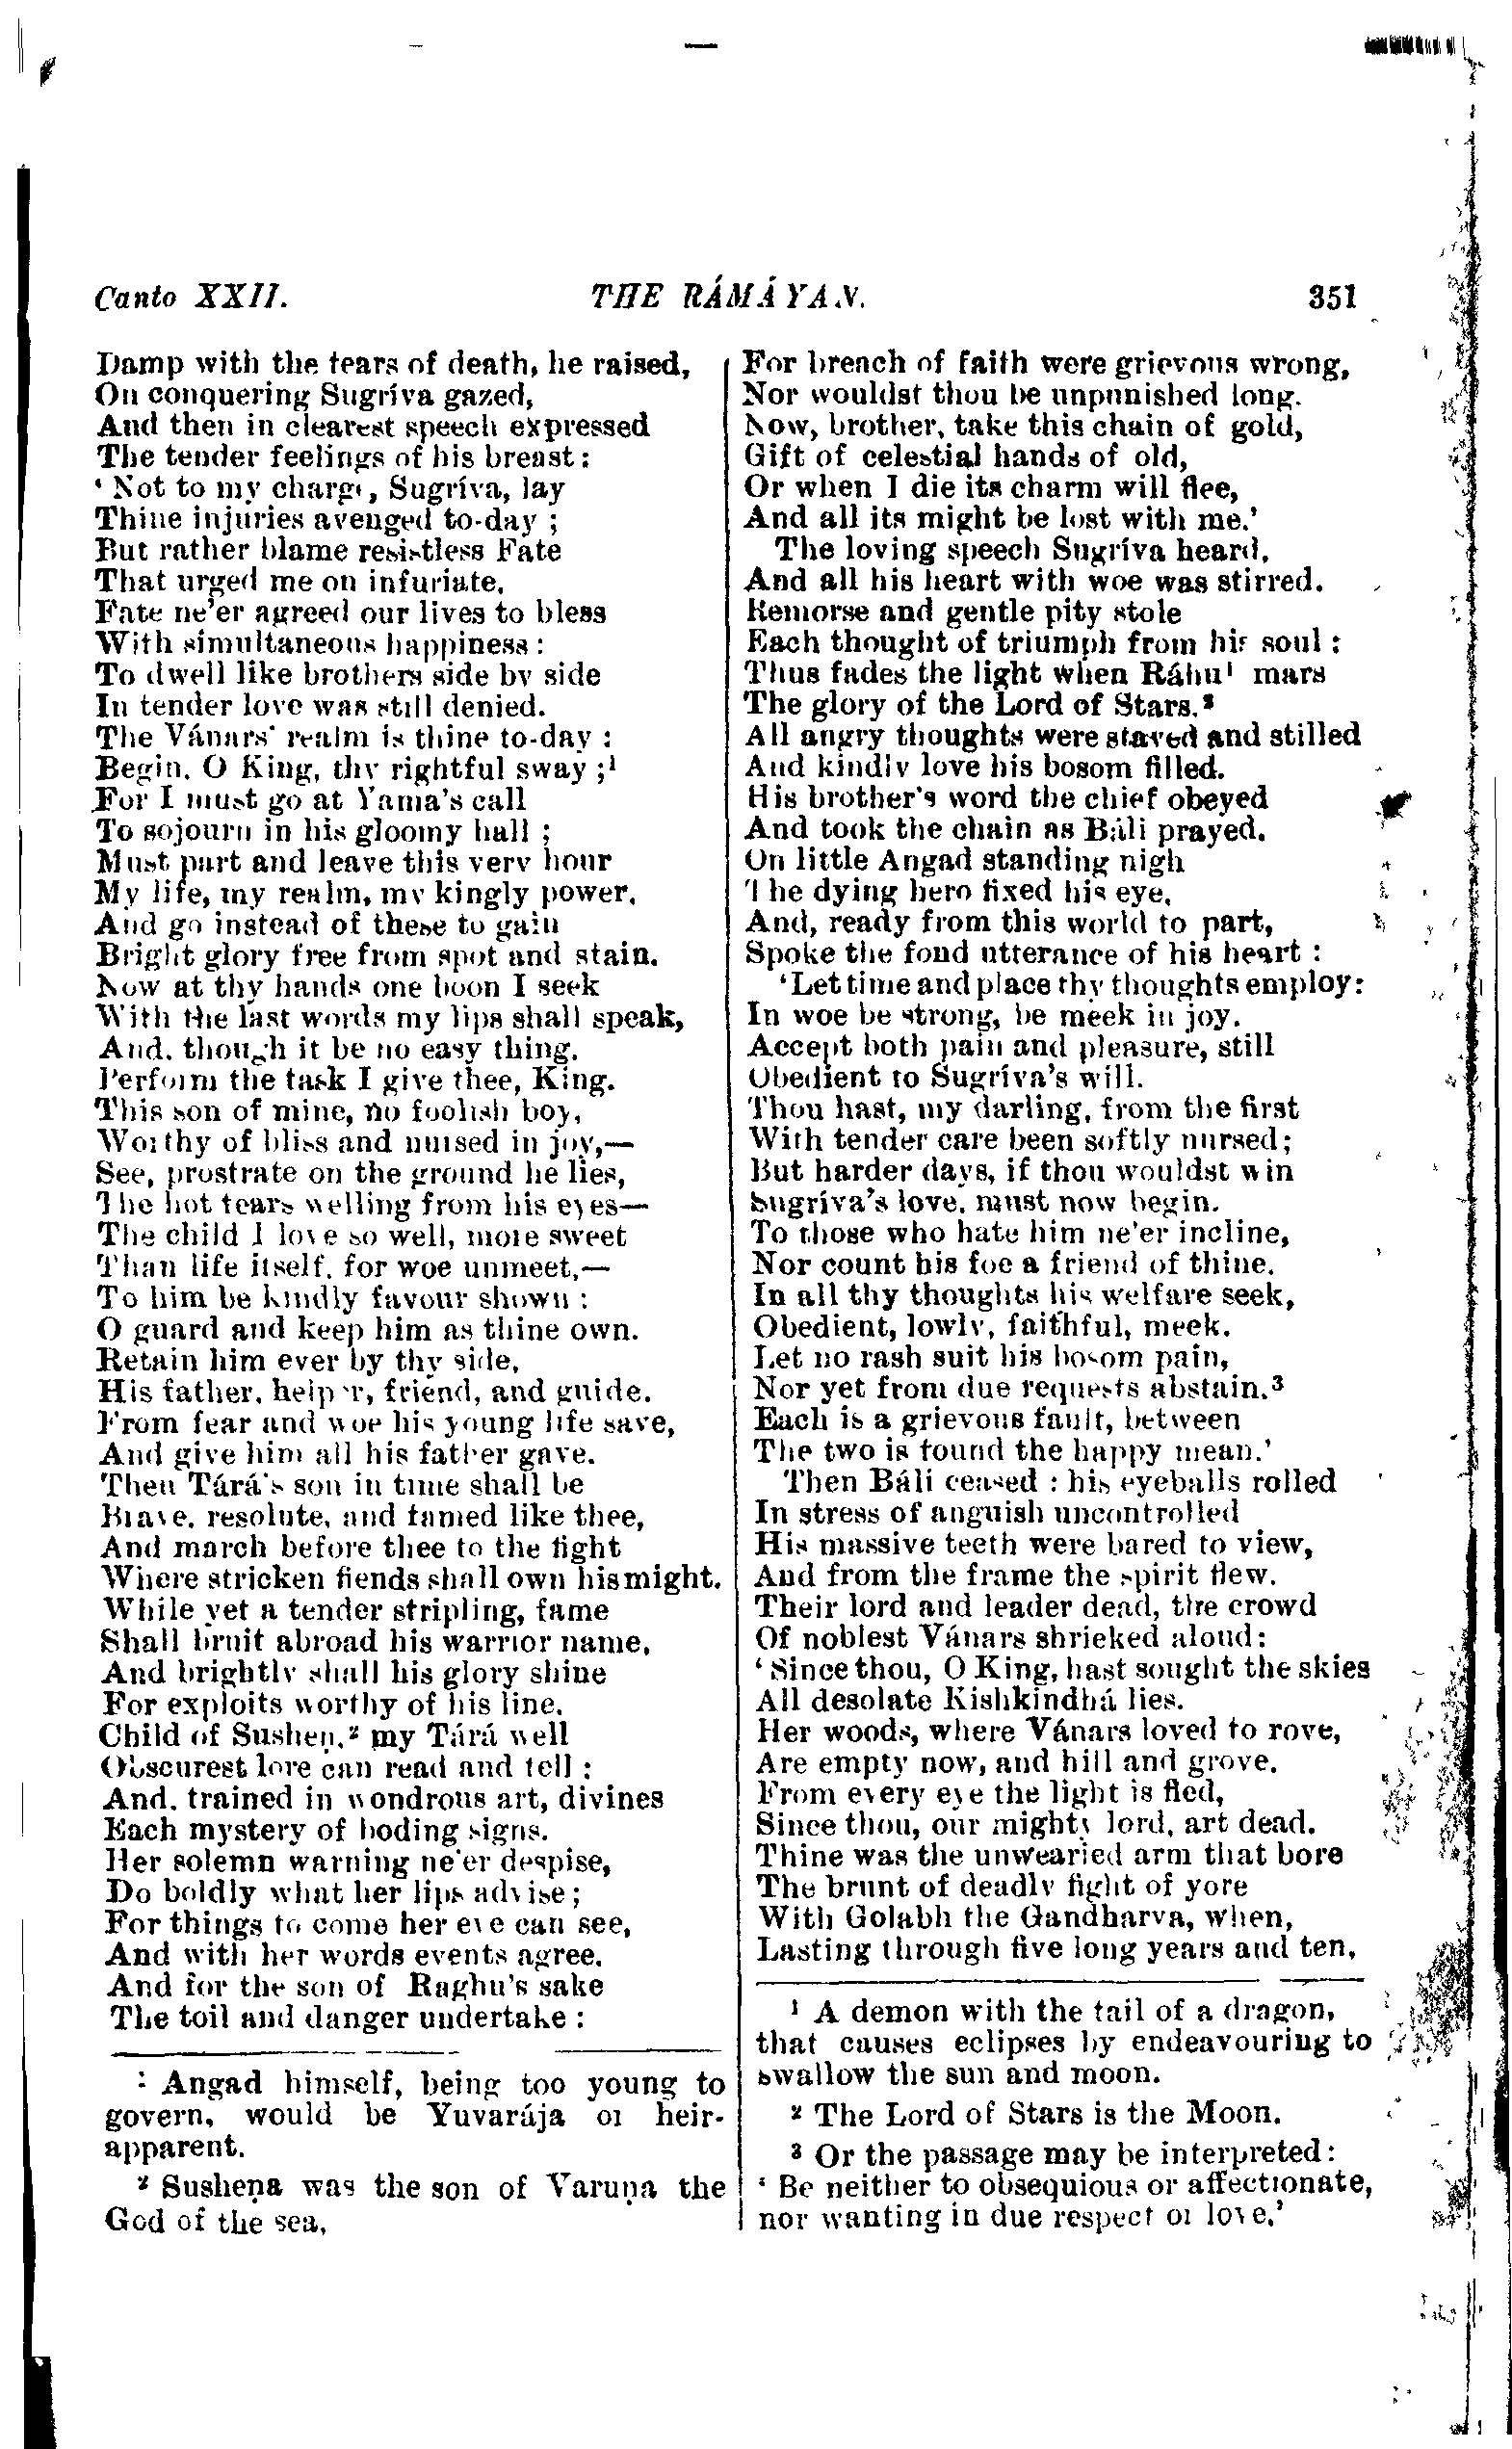 Canto XXII.
THE RÁMÁYAN.
351
Damp with the tears of death, he raised,
On conquering Sugríva gazed,
And then in clearest speech expressed
The tender feelings of his breast:
'Not to my charge, Sugríva, lay
Thine injuries avenged to-day ;
But rather blame resistless Fate
That urged me on infuriate.
Fate ne'er agreed our lives to bless
With simultaneous happiness :
To dwell like brothers side by side
In tender love was still denied.
The Vánars' realm is thine to-day :
Begin, O King, thy rightful sway ;¹
For I must go at Yama's call
To sojourn in his gloomy hall ;
Must part and leave this very hour
My life, my realm, my kingly power,
And go instead of these to gain
Bright glory free from spot and stain.
Now at thy hands one boon I seek
With the last words my lips shall speak,
And, though it be no easy thing,
Perform the task I give thee, King.
This son of mine, no foolish boy,
Worthy of bliss and nursed in joy,—
See, prostrate on the ground he lies,
The hot tears welling from his eyes—
The child I love so well, more sweet
Than life itself, for woe unmeet,—
To him be kindly favour shown :
O guard and keep him as thine own.
Retain him ever by thy side,
His father, helper, friend, and guide.
From fear and woe his young life save,
And give him all his father gave.
Then Tárá's son in time shall be
Brave, resolute, and famed like thee,
And march before thee to the fight
Where stricken fiends shall own his might.
While yet a tender stripling, fame
Shall bruit abroad his warrior name,
And brightly shall his glory shine
For exploits worthy of his line.
Child of Susheṇ,² my Tárá well
Obscurest lore can read and tell ;
And, trained in wondrous art, divines
Each mystery of boding signs.
Her solemn warning ne'er despise,
Do boldly what her lips advise;
For things to come her eye can see,
And with her words events agree.
And for the son of Raghu's sake
The toil and danger undertake :
¹ Angad himself, being too young to
govern, would be Yuvarája or heir-
apparent.
² Susheṇa was the son of Varuṇa the
God of the sea.
For breach of faith were grievous wrong,
Nor wouldst thou be unpunished long.
Now, brother, take this chain of gold,
Gift of celestial hands of old,
Or when I die its charm will flee,
And all its might be lost with me.'
The loving speech Sugríva heard,
And all his heart with woe was stirred.
Remorse and gentle pity stole
Each thought of triumph from his soul :
Thus fades the light when Ráhu¹ mars
The glory of the Lord of Stars.²
All angry thoughts were stayed and stilled
And kindly love his bosom filled.
His brother's word the chief obeyed
And took the chain as Báli prayed.
On little Angad standing nigh
The dying hero fixed his eye,
And, ready from this world to part,
Spoke the fond utterance of his heart :
'Let time and place thy thoughts employ:
In woe be strong, be meek in joy.
Accept both pain and pleasure, still
Obedient to Sugríva's will.
Thou hast, my darling, from the first
With tender care been softly nursed;
But harder days, if thou wouldst win
Sugríva's love, must now begin.
To those who hate him ne'er incline,
Nor count his foe a friend of thine.
In all thy thoughts his welfare seek,
Obedient, lowly, faithful, meek.
Let no rash suit his bosom pain,
Nor yet from due requests abstain.³
Each is a grievous fault, between
The two is found the happy mean.'
Then Báli ceased : his eyeballs rolled
In stress of anguish uncontrolled
His massive teeth were bared to view,
And from the frame the spirit flew.
Their lord and leader dead, the crowd
Of noblest Vánars shrieked aloud:
'Since thou, O King, hast sought the skies
All desolate Kishkindhá lies.
Her woods, where Vánars loved to rove,
Are empty now, and hill and grove.
From every eye the light is fled,
Since thou, our mighty lord, art dead.
Thine was the unwearied arm that bore
The brunt of deadly fight of yore
With Golabh the Gandharva, when,
Lasting through five long years and ten,
¹ A demon with the tail of a dragon,
that causes eclipses by endeavouring to
swallow the sun and moon.
² The Lord of Stars is the Moon.
³ Or the passage may be interpreted:
'Be neither to obsequious or affectionate,
nor wanting in due respect or love.'